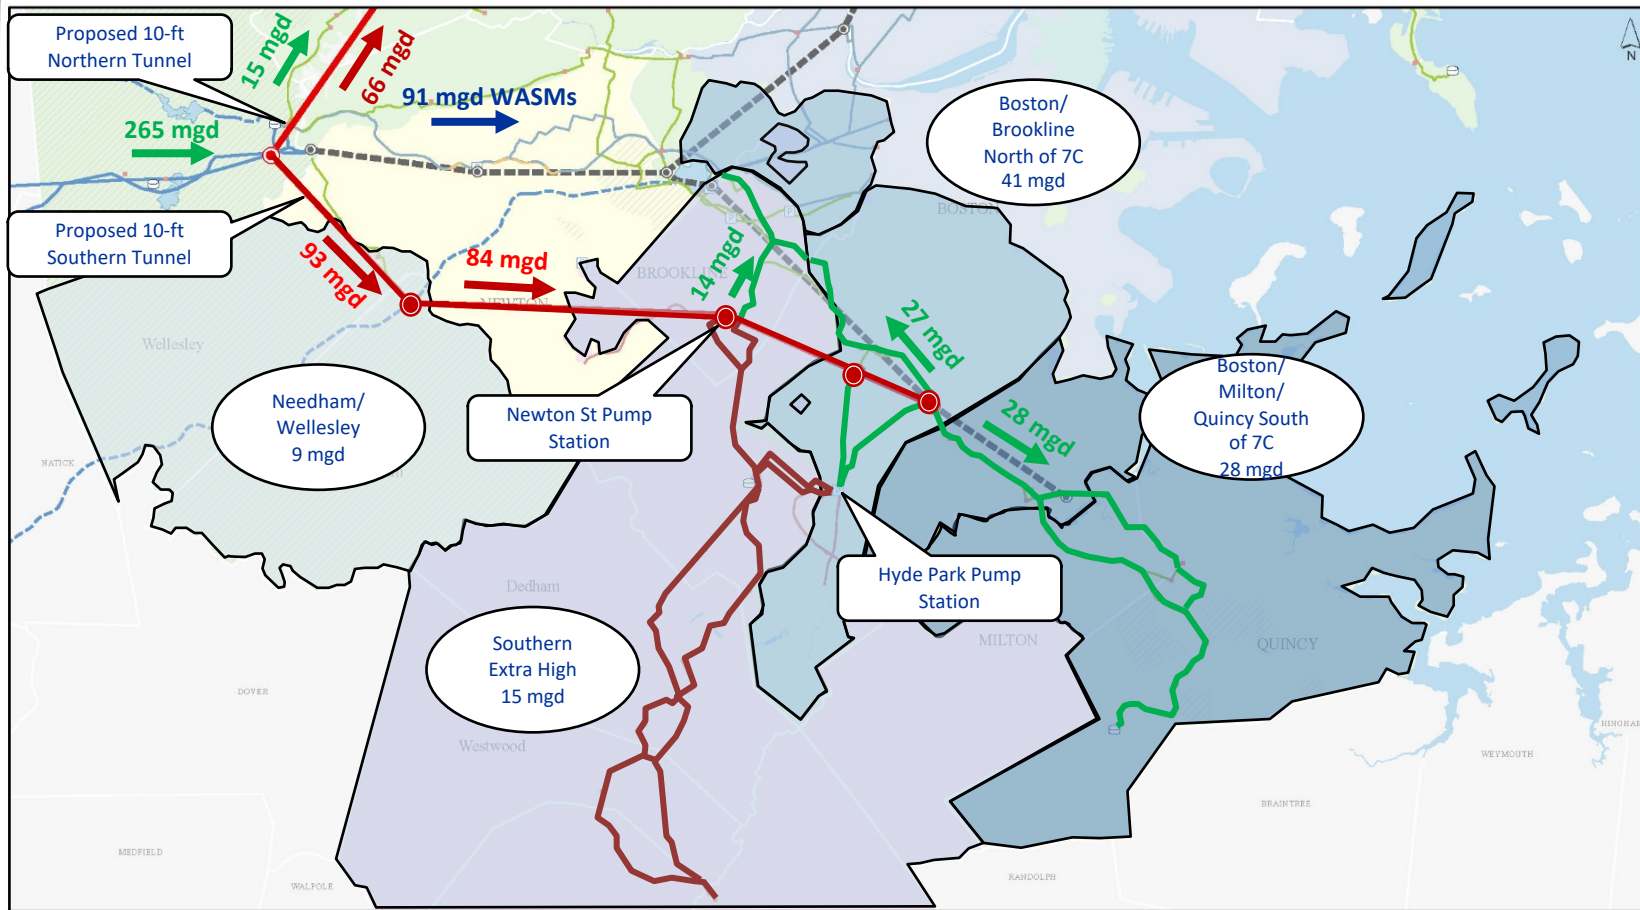 Proposed 10-ft
Northern Tunnel
15 mgd
66 mgd
N
91 mgd WASMs
265 mgd
Boston/
Brookline
North of 7C
41 mgd
BOSTON
Proposed 10-ft
Southern Tunnel
93 mgd
84 mgd
NEWTON
BROOKLINE
14 mgd
27 mgd
Wellesley
Needham/
Wellesley
9 mgd
Newton St Pump
Station
28 mgd
Boston/
Milton/
Quincy South
of 7C
28 mgd
NATICK
Hyde Park Pump
Station
Dedham
Southern
Extra High
15 mgd
MILTON
QUINCY
DOVER
Westwood
WEYMOUTH
HINGHAM
BRAINTREE
MEDFIELD
WALPOLE
RANDOLPH